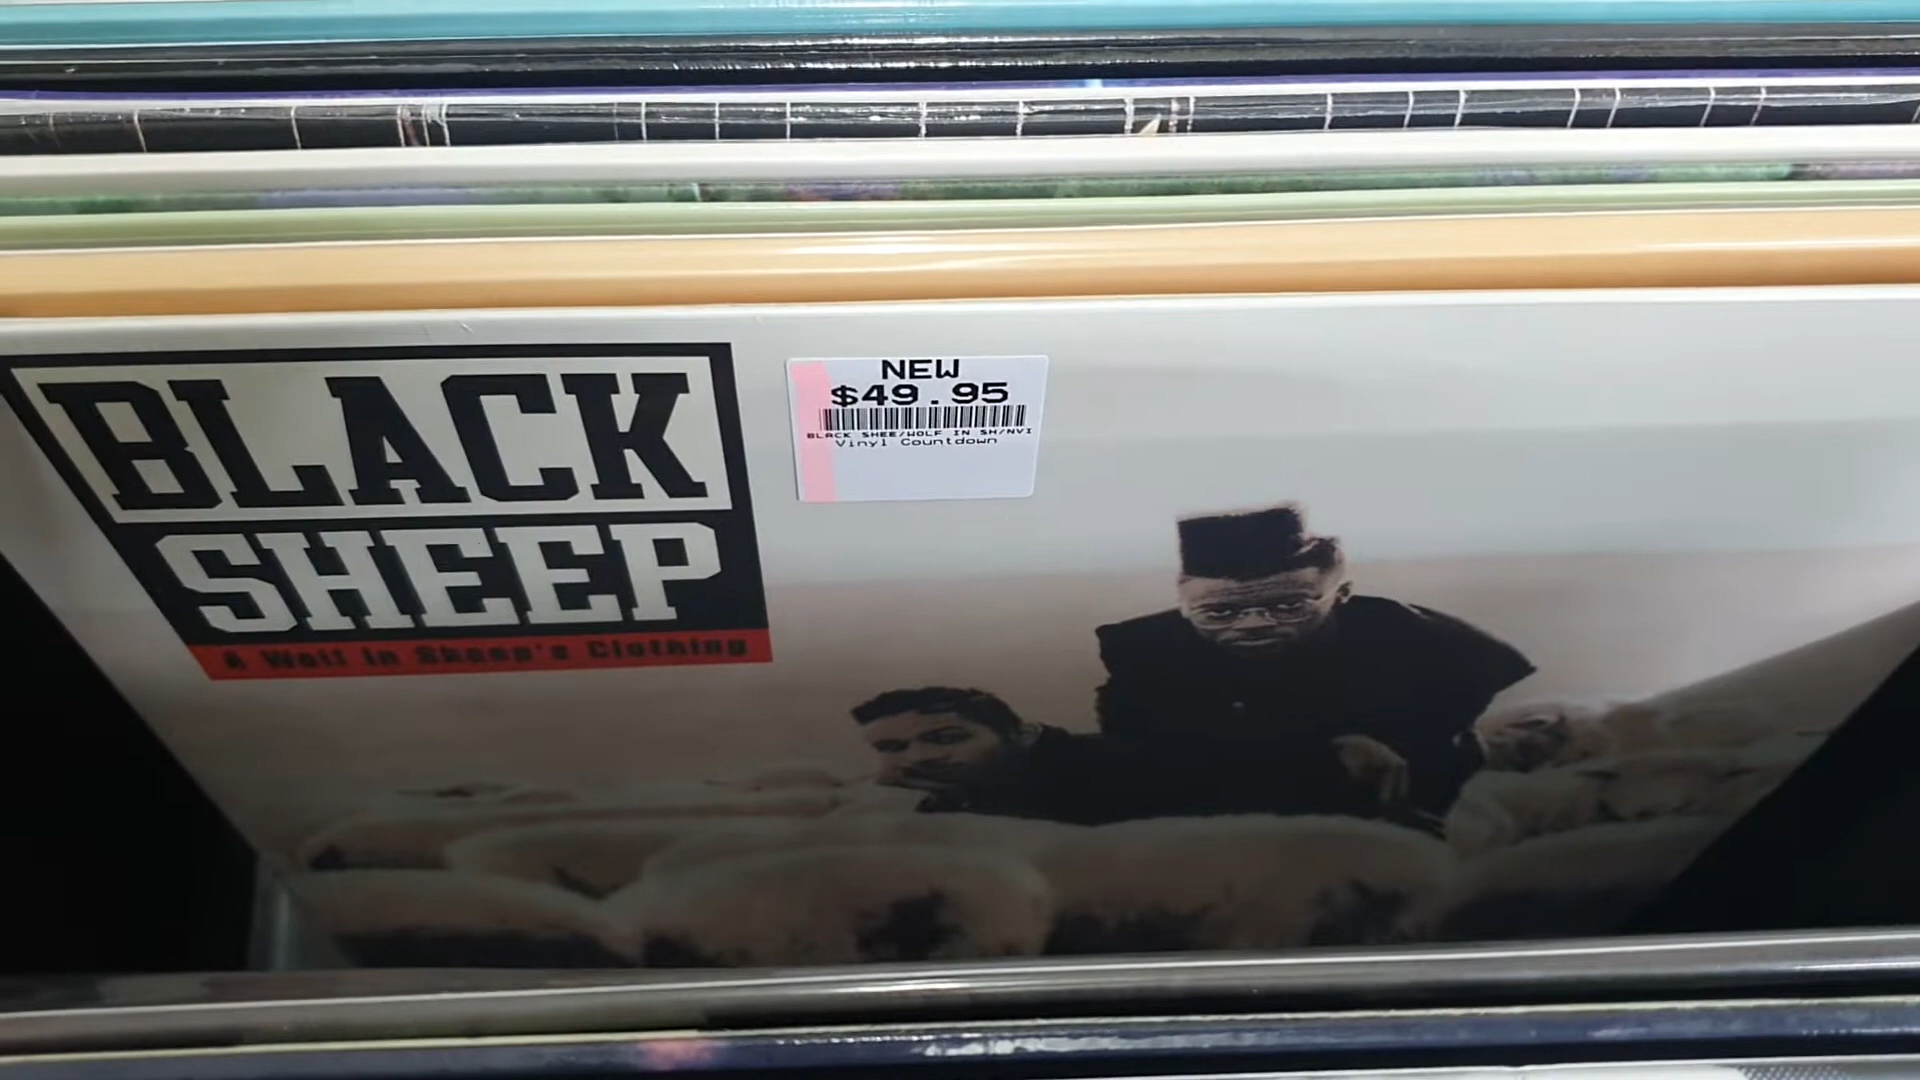 BLACK
SHEEP
A Wolf In Sheep's Clothing
NEW
$49.95
BLACK SHEE/WOLF IN SH/NVI
Vinyl Countdown